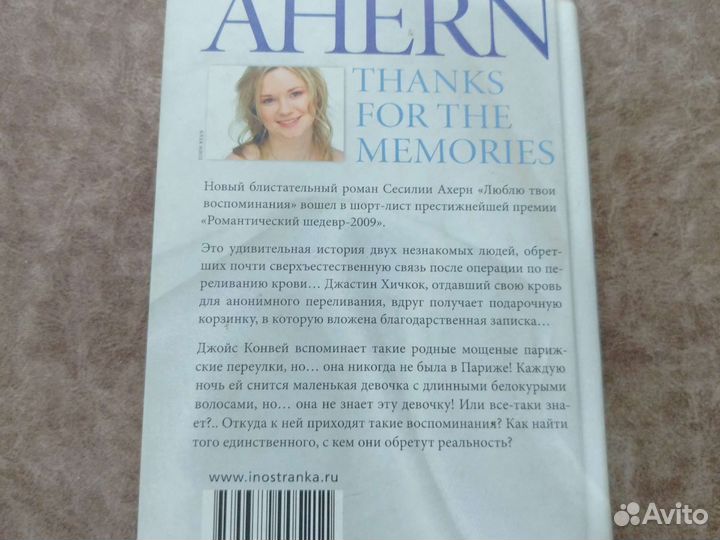 AHERN
THANKS
FOR THE
MEMORIES
Новый блистательный роман Сесилии Ахерн «Люблю твои
воспоминания» вошел в шорт-лист престижнейшей премии
«Романтический шедевр-2009».
Это удивительная история двух незнакомых людей, обрет-
ших почти сверхъестественную связь после операции по пе-
реливанию крови… Джастин Хичкок, отдавший свою кровь
для анонимного переливания, вдруг получает подарочную
корзинку, в которую вложена благодарственная записка…
Джойс Конвей вспоминает такие родные мощеные париж-
ские переулки, но… она никогда не была в Париже! Каждую
ночь ей снится маленькая девочка с длинными белокурыми
волосами, но… она не знает эту девочку! Или все-таки зна-
ет?.. Откуда к ней приходят такие воспоминания? Как найти
того единственного, с кем они обретут реальность?
www.inostranka.ru
Avito